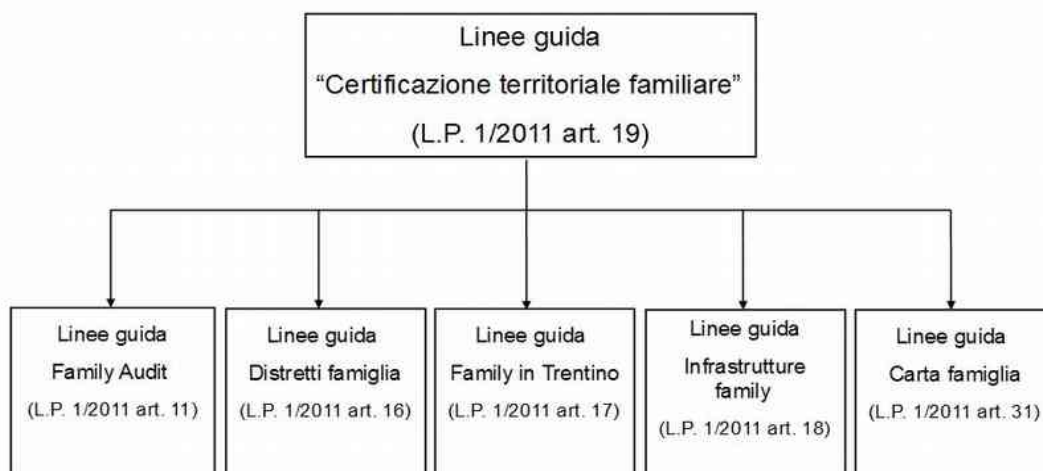 Linee guida
“Certificazione territoriale familiare”
(L.P. 1/2011 art. 19)
Linee guida
Family Audit
(L.P. 1/2011 art. 11)
Linee guida
Distretti famiglia
(L.P. 1/2011 art. 16)
Linee guida
Family in Trentino
(L.P. 1/2011 art. 17)
Linee guida
Infrastrutture
family
(L.P. 1/2011 art. 18)
Linee guida
Carta famiglia
(L.P. 1/2011 art. 31)